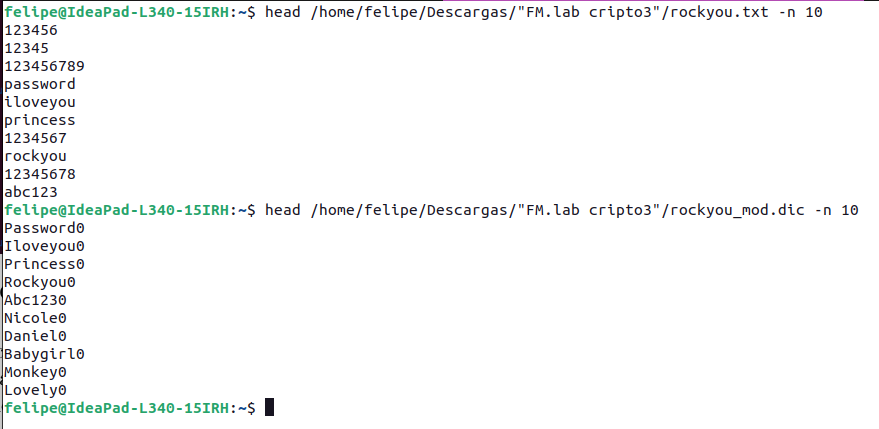 felipe@IdeaPad-L340-15IRH:~$ head /home/felipe/Descargas/"FM.lab cripto3"/rockyou.txt -n 10
123456
12345
123456789
password
iloveyou
princess
1234567
rockyou
12345678
abc123
felipe@IdeaPad-L340-15IRH:~$ head /home/felipe/Descargas/"FM.lab cripto3"/rockyou_mod.dic -n 10
Password0
Iloveyou0
Princess0
Rockyou0
Abc1230
Nicole0
Daniel0
Babygirl0
Monkey0
Lovely0
felipe@IdeaPad-L340-15IRH:~$